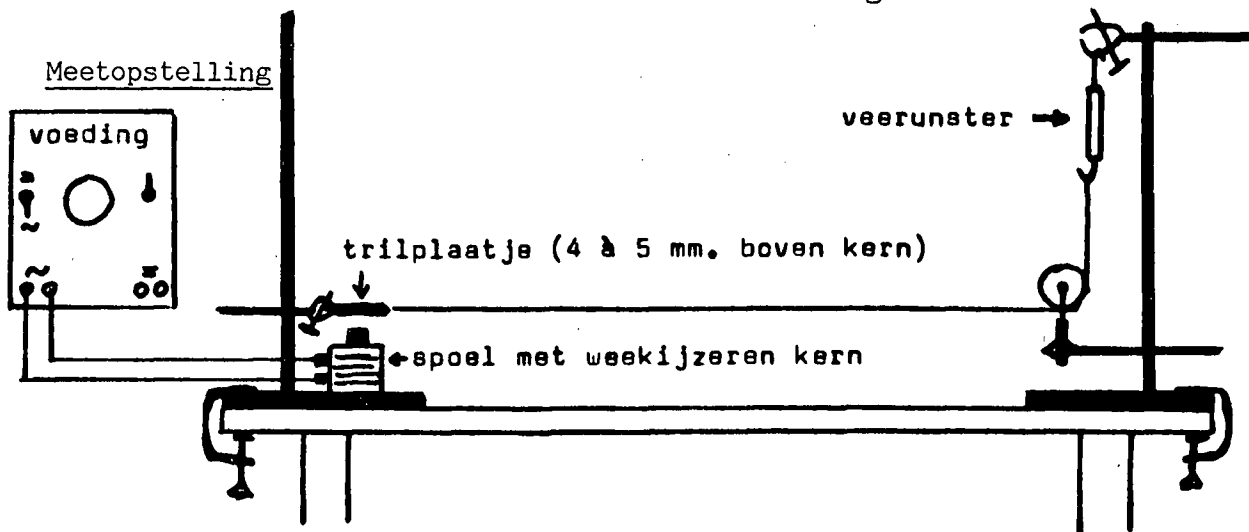 Meetopstelling
voeding
veerunster
trilplaatje (4 à 5 mm. boven kern)
spoel met weekijzeren kern